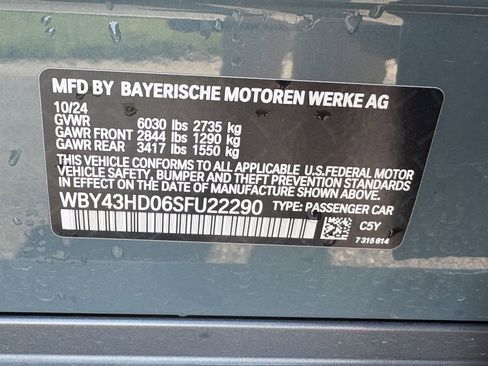 MFD BY BAYERISCHE MOTOREN WERKE AG
10/24
GVWR 6030 lbs 2735 kg
GAWR FRONT 2844 lbs 1290 kg
GAWR REAR 3417 lbs 1550 kg
THIS VEHICLE CONFORMS TO ALL APPLICABLE U.S.FEDERAL MOTOR
VEHICLE SAFETY, BUMPER AND THEFT PREVENTION STANDARDS
IN EFFECT ON THE DATE OF MANUFACTURE SHOWN ABOVE.
WBY43HD06SFU22290 TYPE: PASSENGER CAR
C5Y
7 315 814